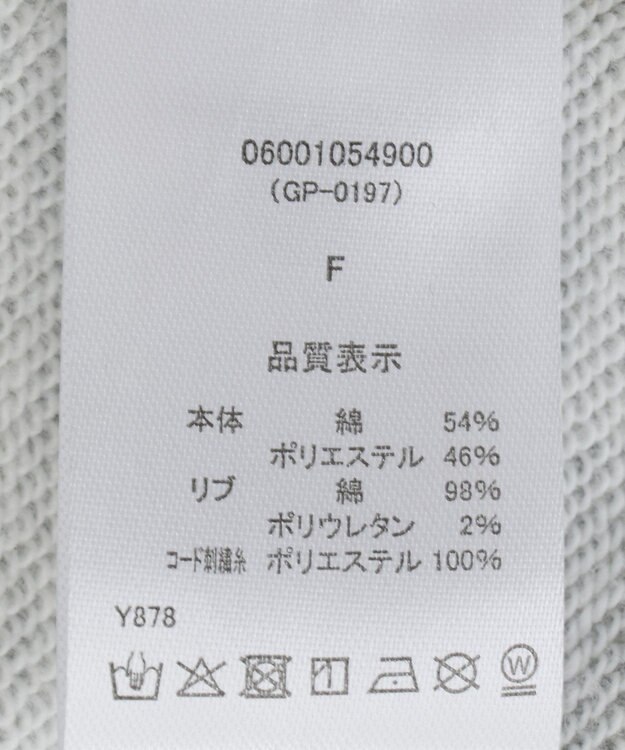 06001054900
(GP-0197)
F
品質表示
本体 綿 54%
ポリエステル 46%
リブ 綿 98%
ポリウレタン 2%
コード刺繍糸 ポリエステル 100%
Y878
W